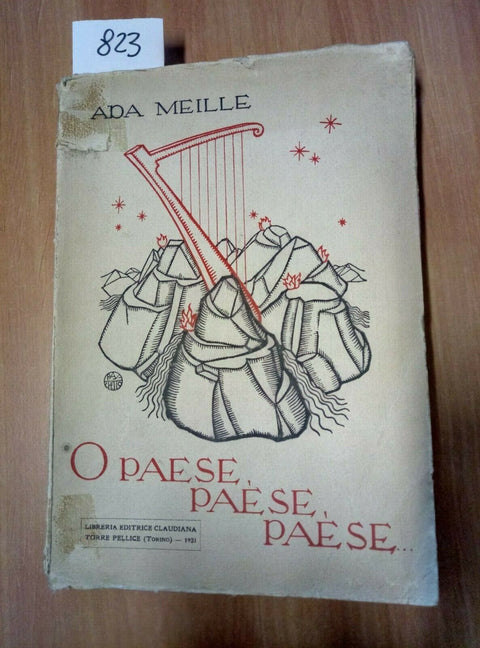 823
ADA MEILLE
O PAESE,
PAESE,
PAESE...
LIBRERIA EDITRICE CLAUDIANA
TORRE PELLICE (TORINO) — 1921